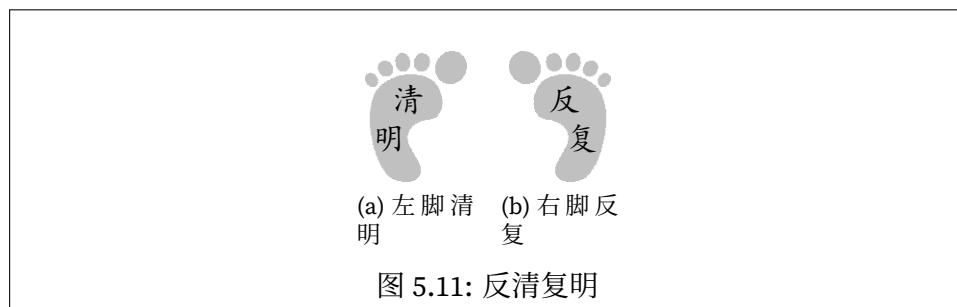 清
明
反
复
(a) 左脚清
明
(b) 右脚反
复
图 5.11: 反清复明